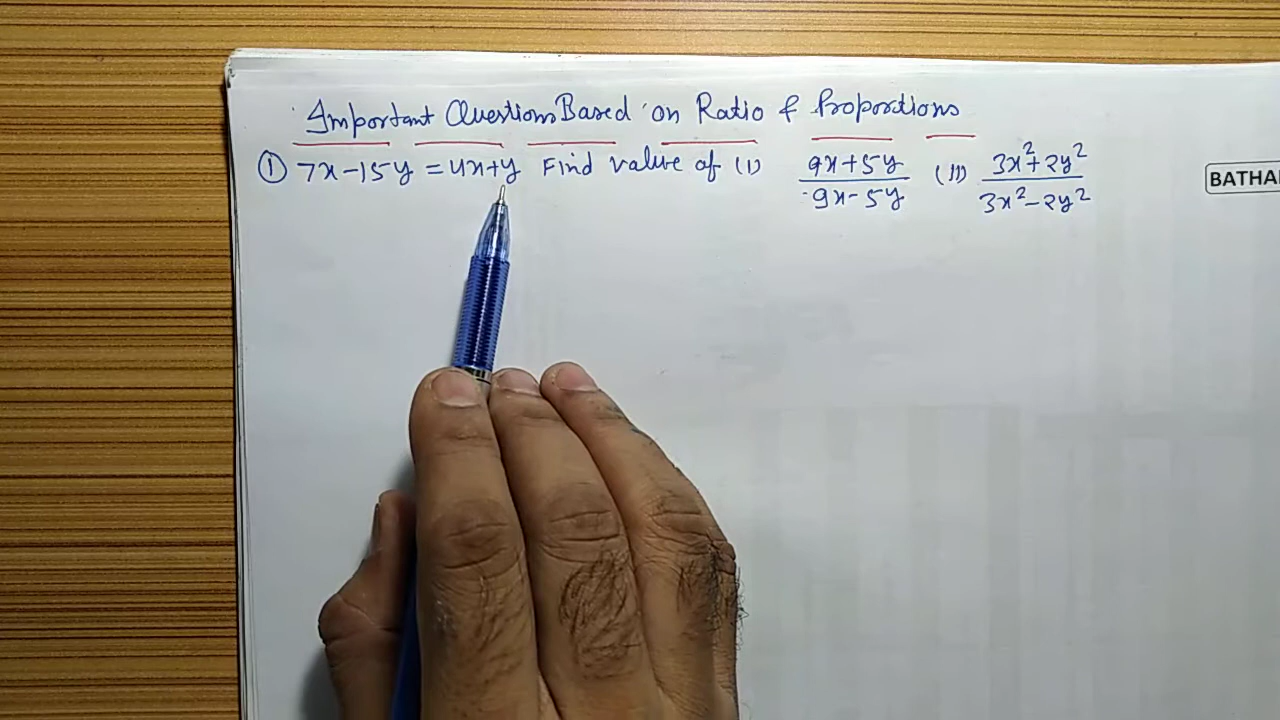 Important Questions Based on Ratio & Proportions
① 7x-15y = 4x+y Find value of (I) 9x+5y/9x-5y (II) 3x²+2y²/3x²-2y²